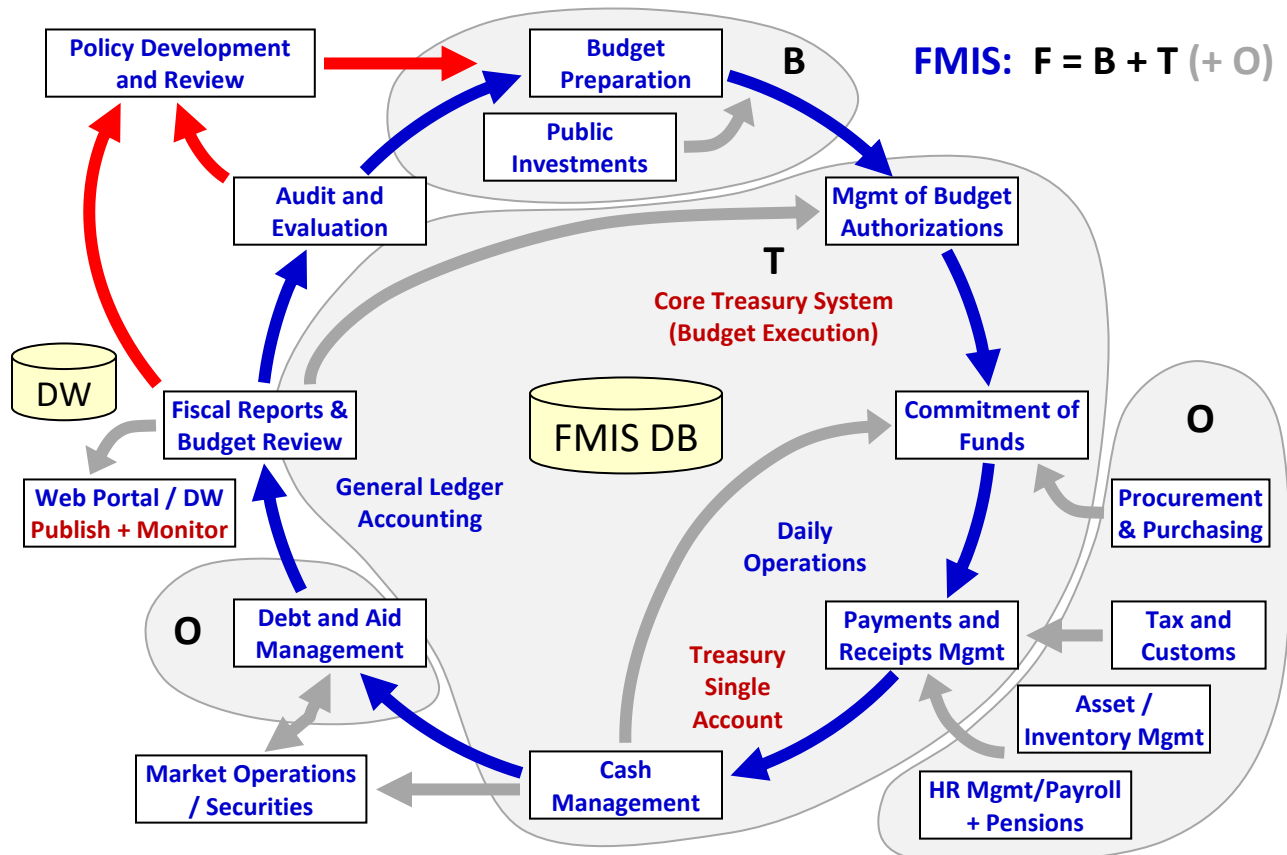 Policy Development
and Review
Budget
Preparation
B
FMIS: F = B + T (+ O)
Public
Investments
Audit and
Evaluation
Mgmt of Budget
Authorizations
T
Core Treasury System
(Budget Execution)
DW
Fiscal Reports &
Budget Review
FMIS DB
Commitment of
Funds
O
Web Portal / DW
Publish + Monitor
General Ledger
Accounting
Procurement
& Purchasing
Daily
Operations
O
Debt and Aid
Management
Payments and
Receipts Mgmt
Tax and
Customs
Treasury
Single
Account
Asset /
Inventory Mgmt
Market Operations
/ Securities
Cash
Management
HR Mgmt/Payroll
+ Pensions